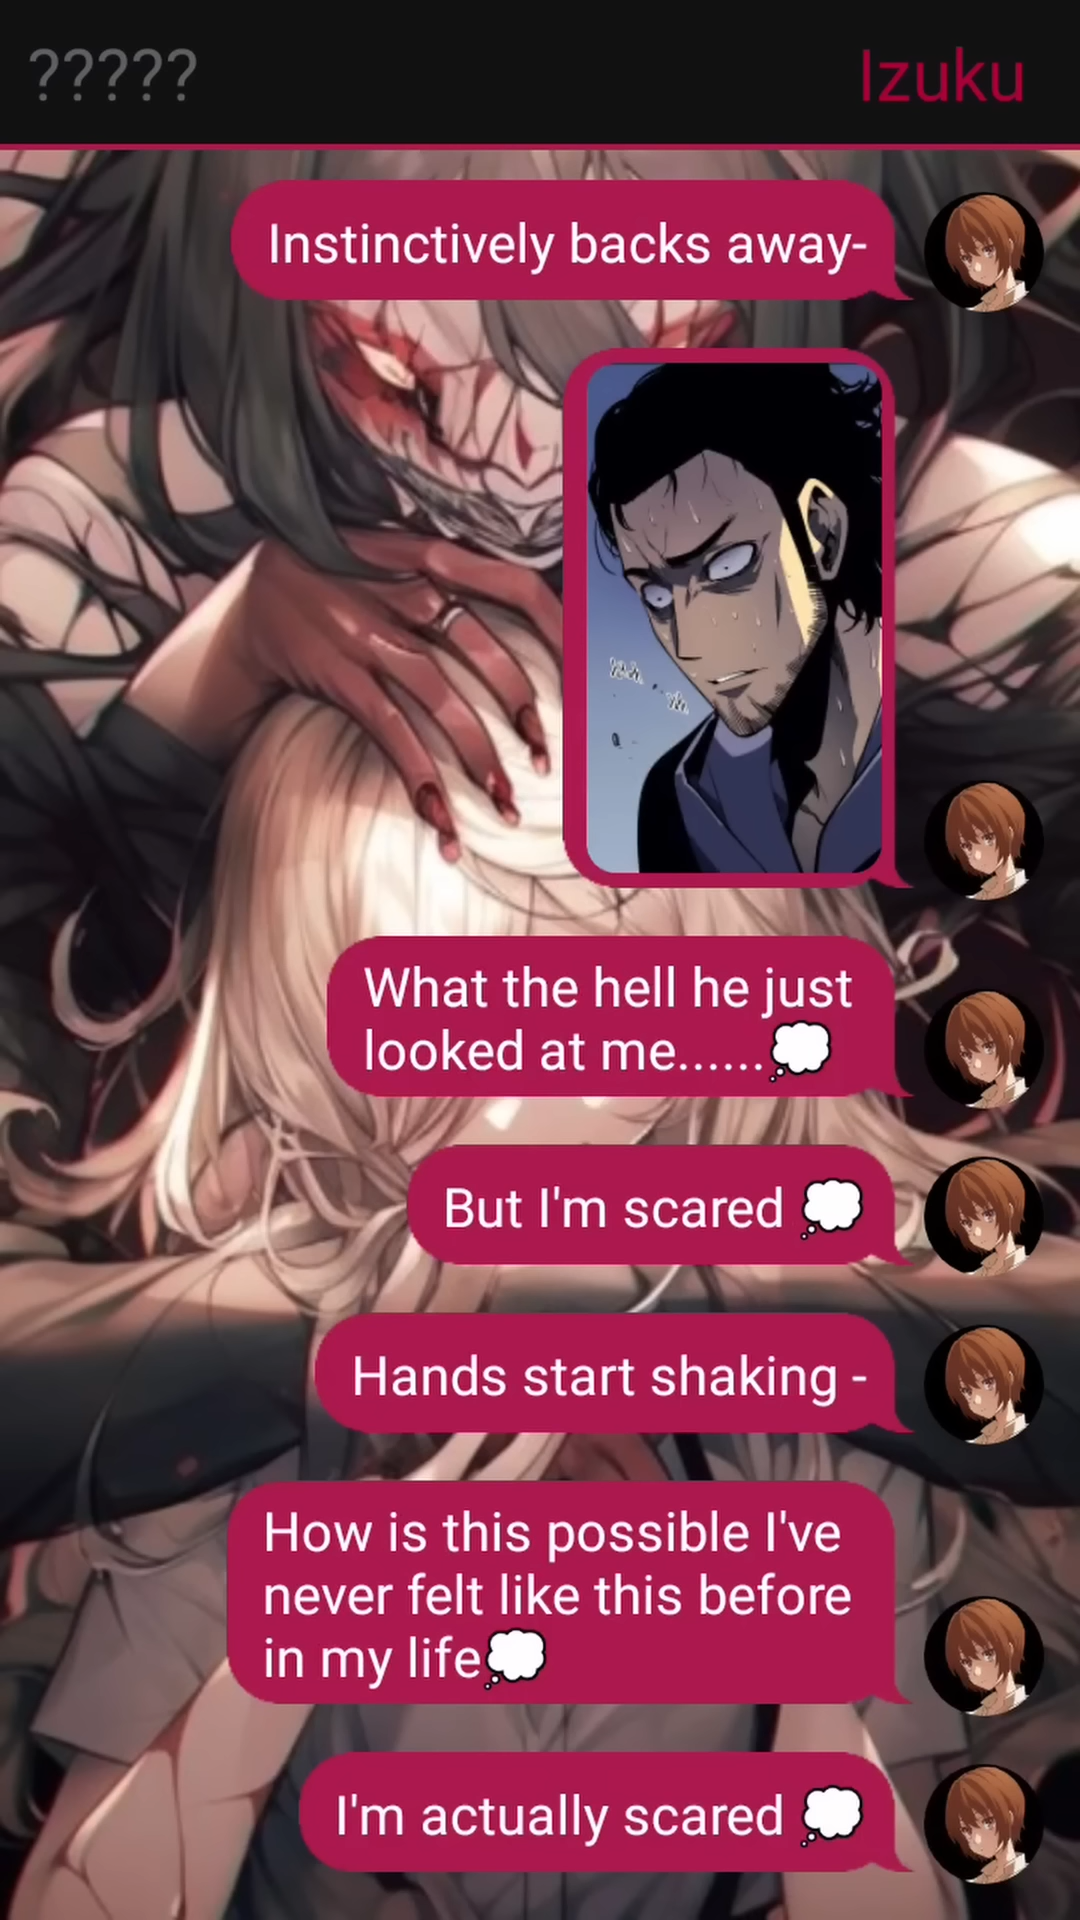 ?????
Izuku
Instinctively backs away-
What the hell he just
looked at me......💭
But I'm scared 💭
Hands start shaking -
How is this possible I've
never felt like this before
in my life💭
I'm actually scared 💭